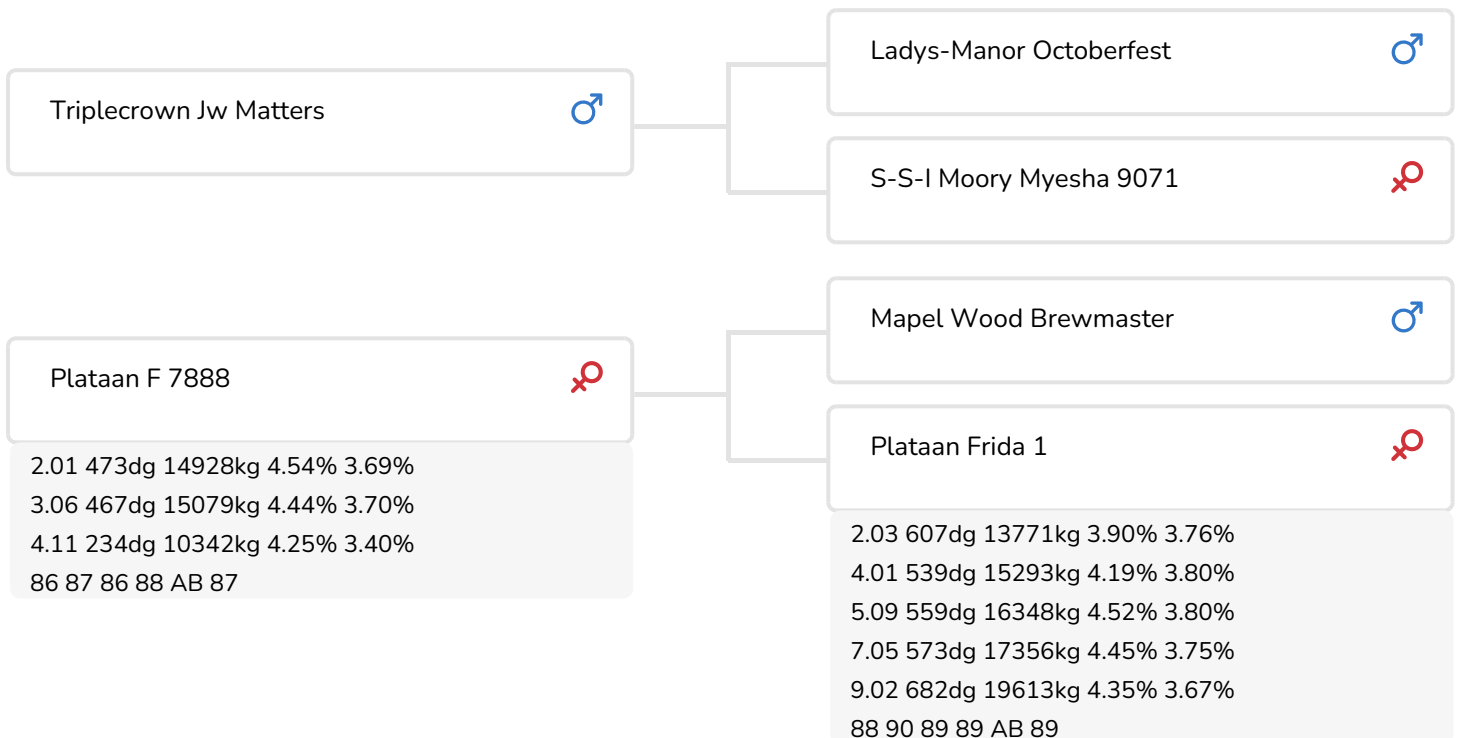 Triplecrown Jw Matters
Ladys-Manor Octoberfest
S-S-I Moory Myesha 9071
Plataan F 7888
2.01 473dg 14928kg 4.54% 3.69%
3.06 467dg 15079kg 4.44% 3.70%
4.11 234dg 10342kg 4.25% 3.40%
86 87 86 88 AB 87
Mapel Wood Brewmaster
Plataan Frida 1
2.03 607dg 13771kg 3.90% 3.76%
4.01 539dg 15293kg 4.19% 3.80%
5.09 559dg 16348kg 4.52% 3.80%
7.05 573dg 17356kg 4.45% 3.75%
9.02 682dg 19613kg 4.35% 3.67%
88 90 89 89 AB 89